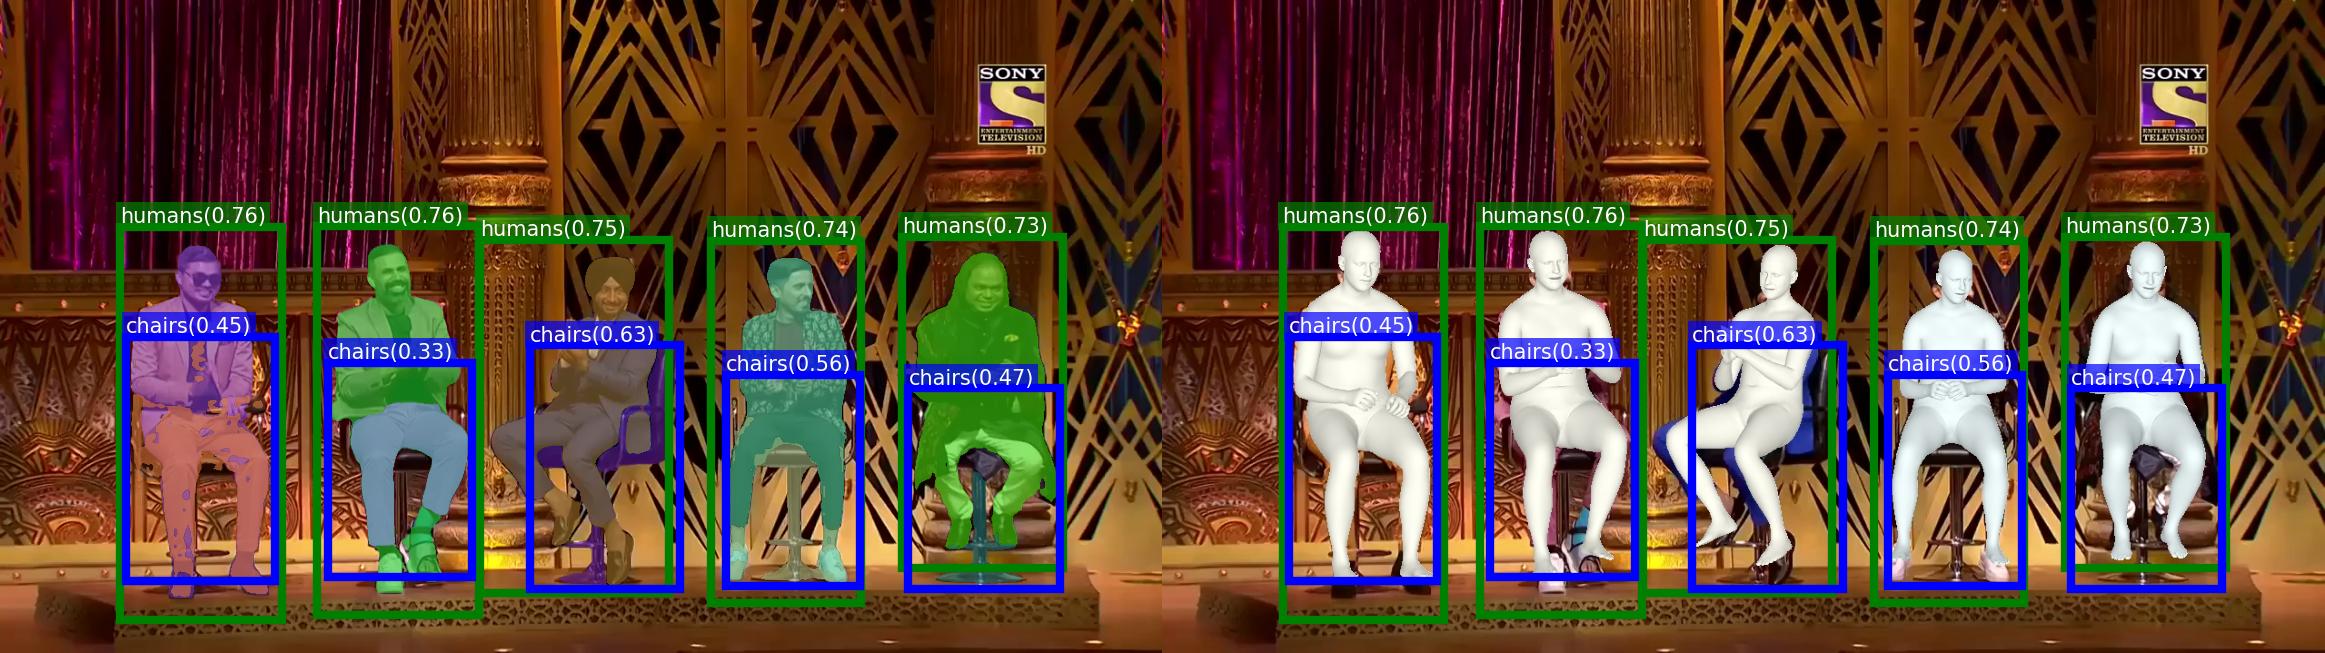 SONY
ENTERTAINMENT
TELEVISION
HD
humans(0.76)
humans(0.76)
humans(0.75)
humans(0.74)
humans(0.73)
chairs(0.45)
chairs(0.33)
chairs(0.63)
chairs(0.56)
chairs(0.47)
SONY
ENTERTAINMENT
TELEVISION
HD
humans(0.76)
humans(0.76)
humans(0.75)
humans(0.74)
humans(0.73)
chairs(0.45)
chairs(0.33)
chairs(0.63)
chairs(0.56)
chairs(0.47)